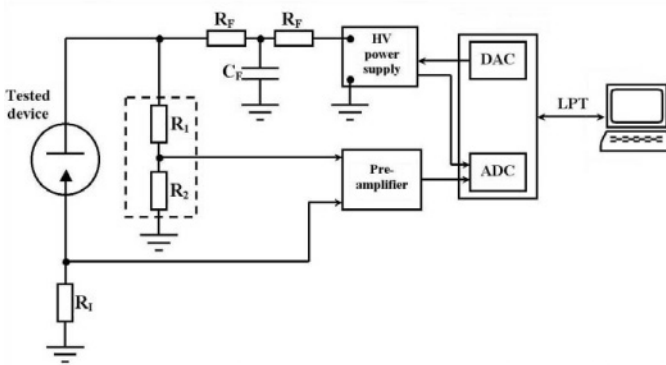 R_F
R_F
HV
power
supply
DAC
C_F
Tested
device
LPT
R_1
R_2
Pre-
amplifier
ADC
R_I